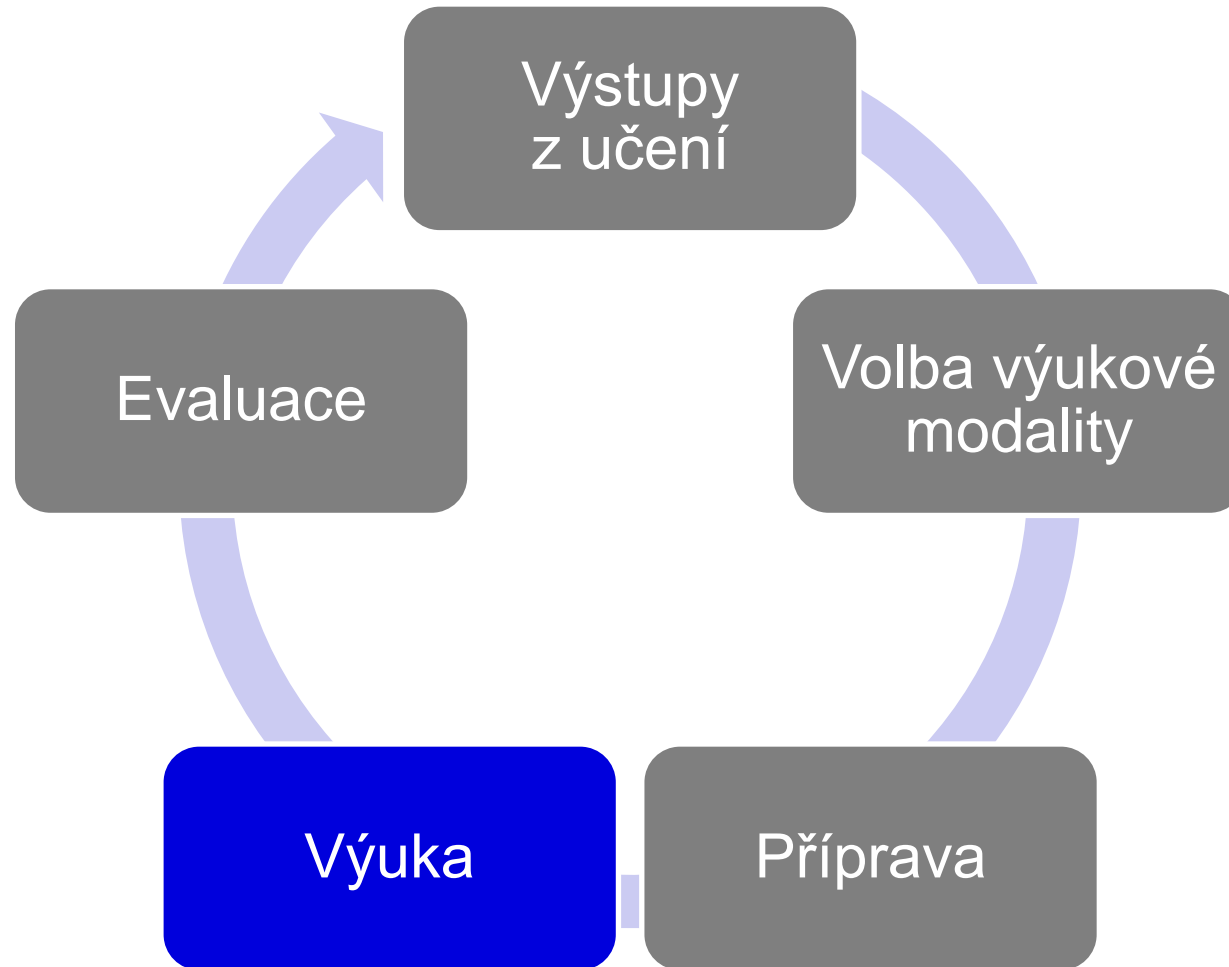 Výstupy
z učení
Volba výukové
modality
Příprava
Výuka
Evaluace